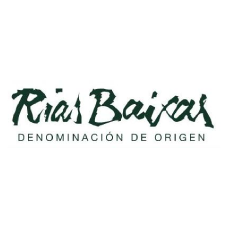 Rías Baixas
DENOMINACIÓN DE ORIGEN